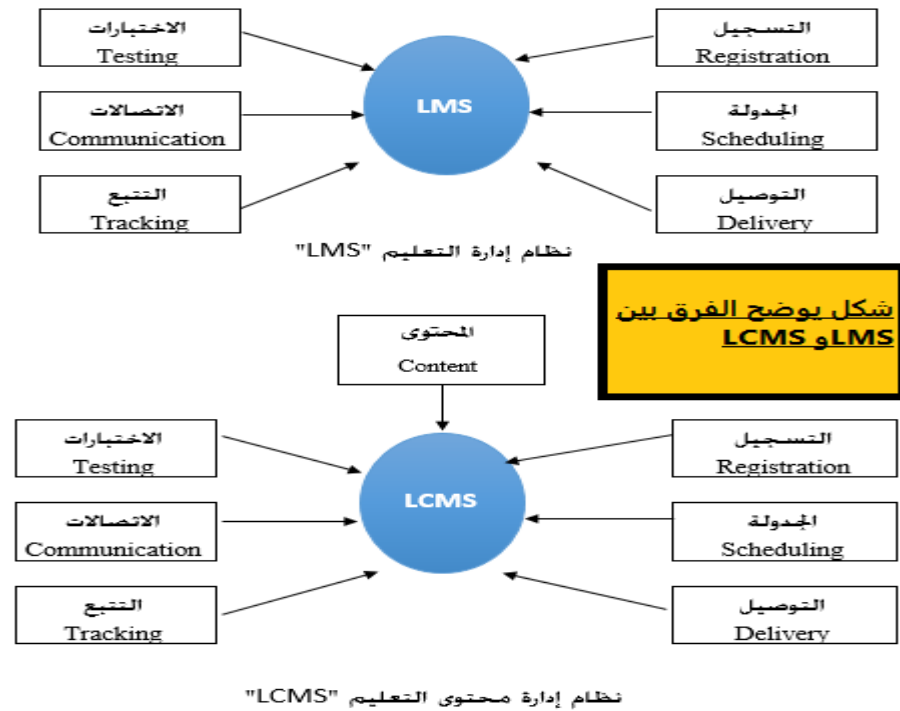 الاختبارات
Testing
التسجيل
Registration
LMS
الاتصالات
Communication
الجدولة
Scheduling
التتبع
Tracking
التوصيل
Delivery
نظام إدارة التعليم "LMS"
شكل يوضح الفرق بين
LMSو LCMS
المحتوى
Content
الاختبارات
Testing
التسجيل
Registration
LCMS
الاتصالات
Communication
الجدولة
Scheduling
التتبع
Tracking
التوصيل
Delivery
نظام إدارة محتوى التعليم "LCMS"